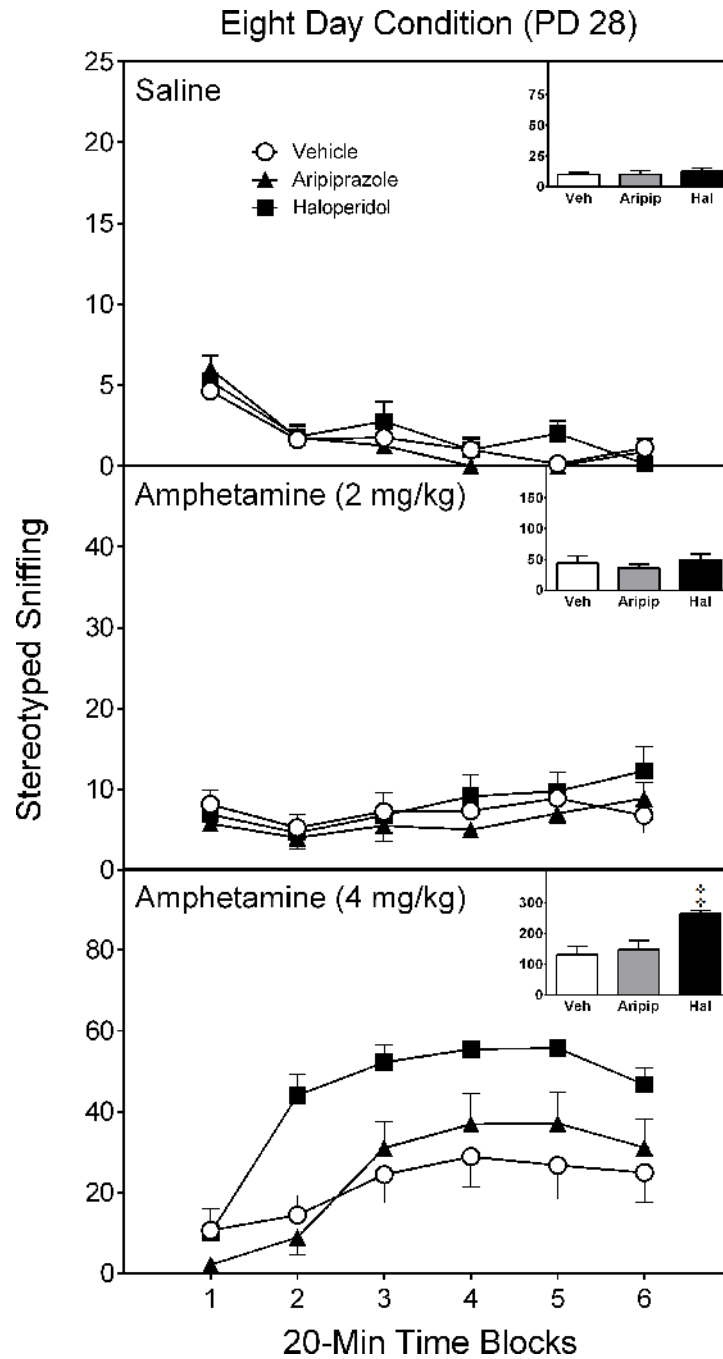 Eight Day Condition (PD 28)
25
20
15
10
5
0
Saline
Vehicle
Aripiprazole
Haloperidol
75
50
25
0
Veh Aripip Hal
Stereotyped Sniffing
40
30
20
10
0
Amphetamine (2 mg/kg)
150
100
50
0
Veh Aripip Hal
80
60
40
20
0
Amphetamine (4 mg/kg)
300
200
100
0
Veh Aripip Hal
1 2 3 4 5 6
20-Min Time Blocks